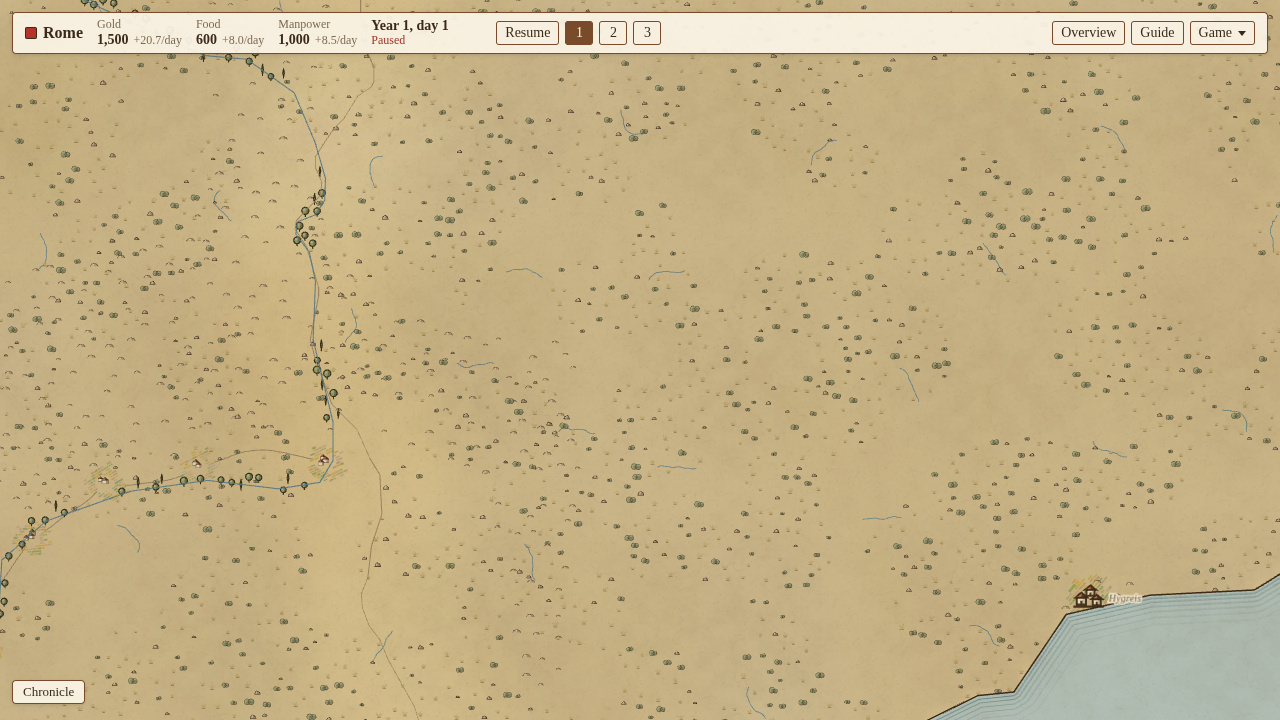 Rome
Gold
1,500 +20.7/day
Food
600 +8.0/day
Manpower
1,000 +8.5/day
Year 1, day 1
Paused
Resume
1
2
3
Overview
Guide
Game
Hygreis
Chronicle